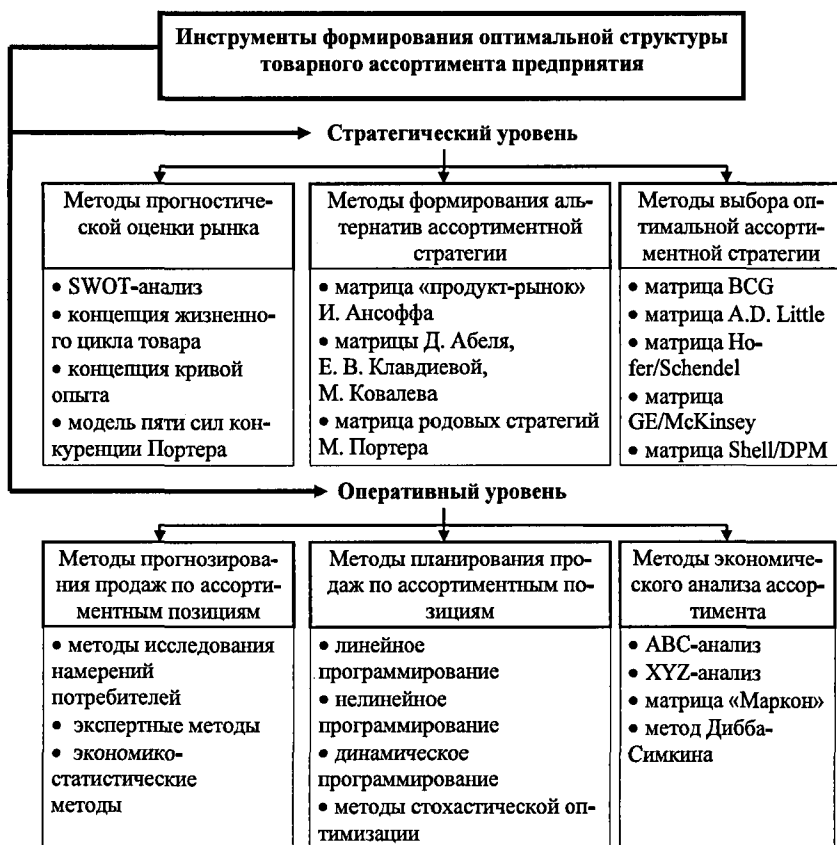 Инструменты формирования оптимальной структуры
товарного ассортимента предприятия
Стратегический уровень
Методы прогностиче-
ской оценки рынка
• SWOT-анализ
• концепция жизненно-
го цикла товара
• концепция кривой
опыта
• модель пяти сил кон-
куренции Портера
Методы формирования аль-
тернатив ассортиментной
стратегии
• матрица «продукт-рынок»
И. Ансоффа
• матрицы Д. Абеля,
Е. В. Клавдиевой,
М. Ковалева
• матрица родовых стратегий
М. Портера
Методы выбора оп-
тимальной ассорти-
ментной стратегии
• матрица BCG
• матрица A.D. Little
• матрица Ho-
fer/Schendel
• матрица
GE/McKinsey
• матрица Shell/DPM
Оперативный уровень
Методы прогнозирова-
ния продаж по ассорти-
ментным позициям
• методы исследования
намерений
потребителей
• экспертные методы
• экономико-
статистические
методы
Методы планирования про-
даж по ассортиментным по-
зициям
• линейное
программирование
• нелинейное
программирование
• динамическое
программирование
• методы стохастической оп-
тимизации
Методы экономиче-
ского анализа ассор-
тимента
• ABC-анализ
• XYZ-анализ
• матрица «Маркон»
• метод Дибба-
Симкина